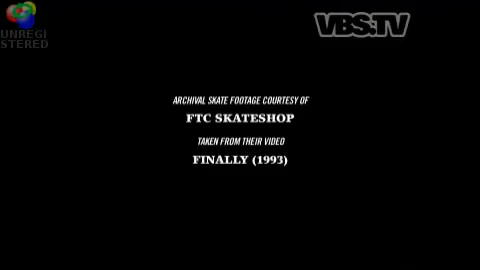 UNREGI
STERED
VBS.TV
ARCHIVAL SKATE FOOTAGE COURTESY OF
FTC SKATESHOP
TAKEN FROM THEIR VIDEO
FINALLY (1993)